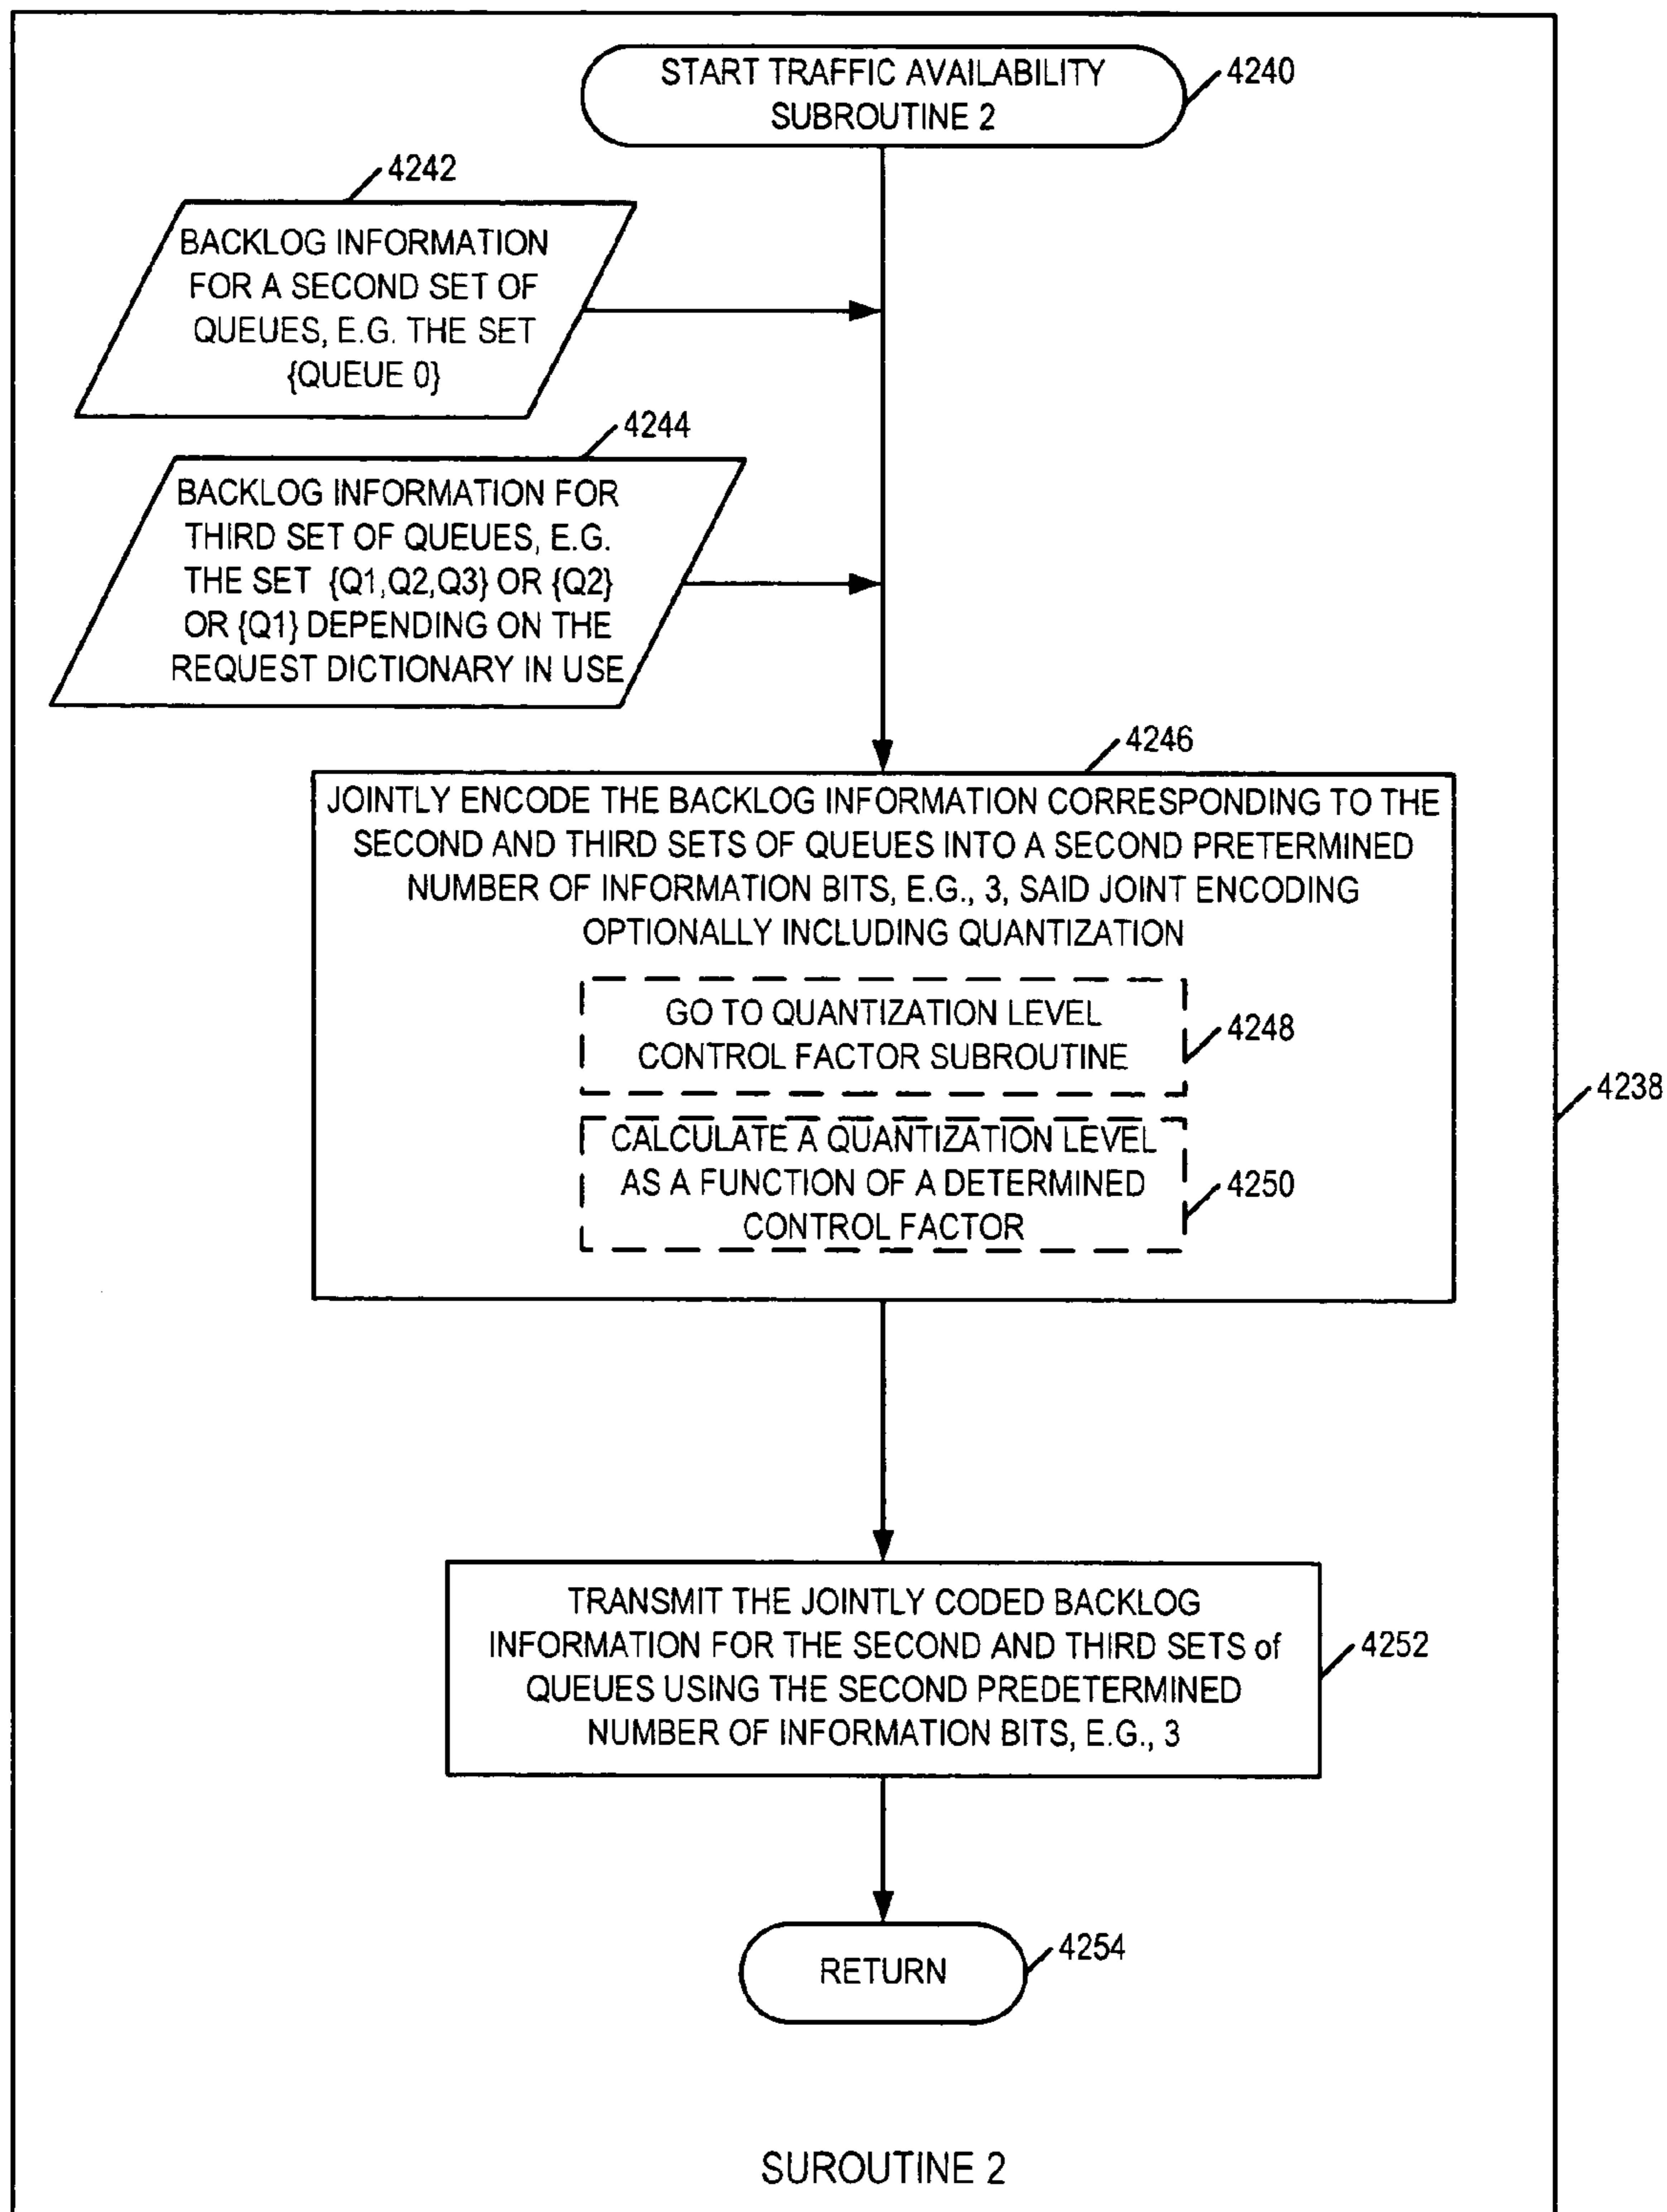 START TRAFFIC AVAILABILITY
SUBROUTINE 2
4240
4242
BACKLOG INFORMATION
FOR A SECOND SET OF
QUEUES, E.G. THE SET
{QUEUE 0}
4244
BACKLOG INFORMATION FOR
THIRD SET OF QUEUES, E.G.
THE SET {Q1,Q2,Q3} OR {Q2}
OR {Q1} DEPENDING ON THE
REQUEST DICTIONARY IN USE
4246
JOINTLY ENCODE THE BACKLOG INFORMATION CORRESPONDING TO THE
SECOND AND THIRD SETS OF QUEUES INTO A SECOND PRETERMINED
NUMBER OF INFORMATION BITS, E.G., 3, SAID JOINT ENCODING
OPTIONALLY INCLUDING QUANTIZATION
GO TO QUANTIZATION LEVEL
CONTROL FACTOR SUBROUTINE
4248
4238
CALCULATE A QUANTIZATION LEVEL
AS A FUNCTION OF A DETERMINED
CONTROL FACTOR
4250
TRANSMIT THE JOINTLY CODED BACKLOG
INFORMATION FOR THE SECOND AND THIRD SETS of
QUEUES USING THE SECOND PREDETERMINED
NUMBER OF INFORMATION BITS, E.G., 3
4252
RETURN
4254
SUROUTINE 2